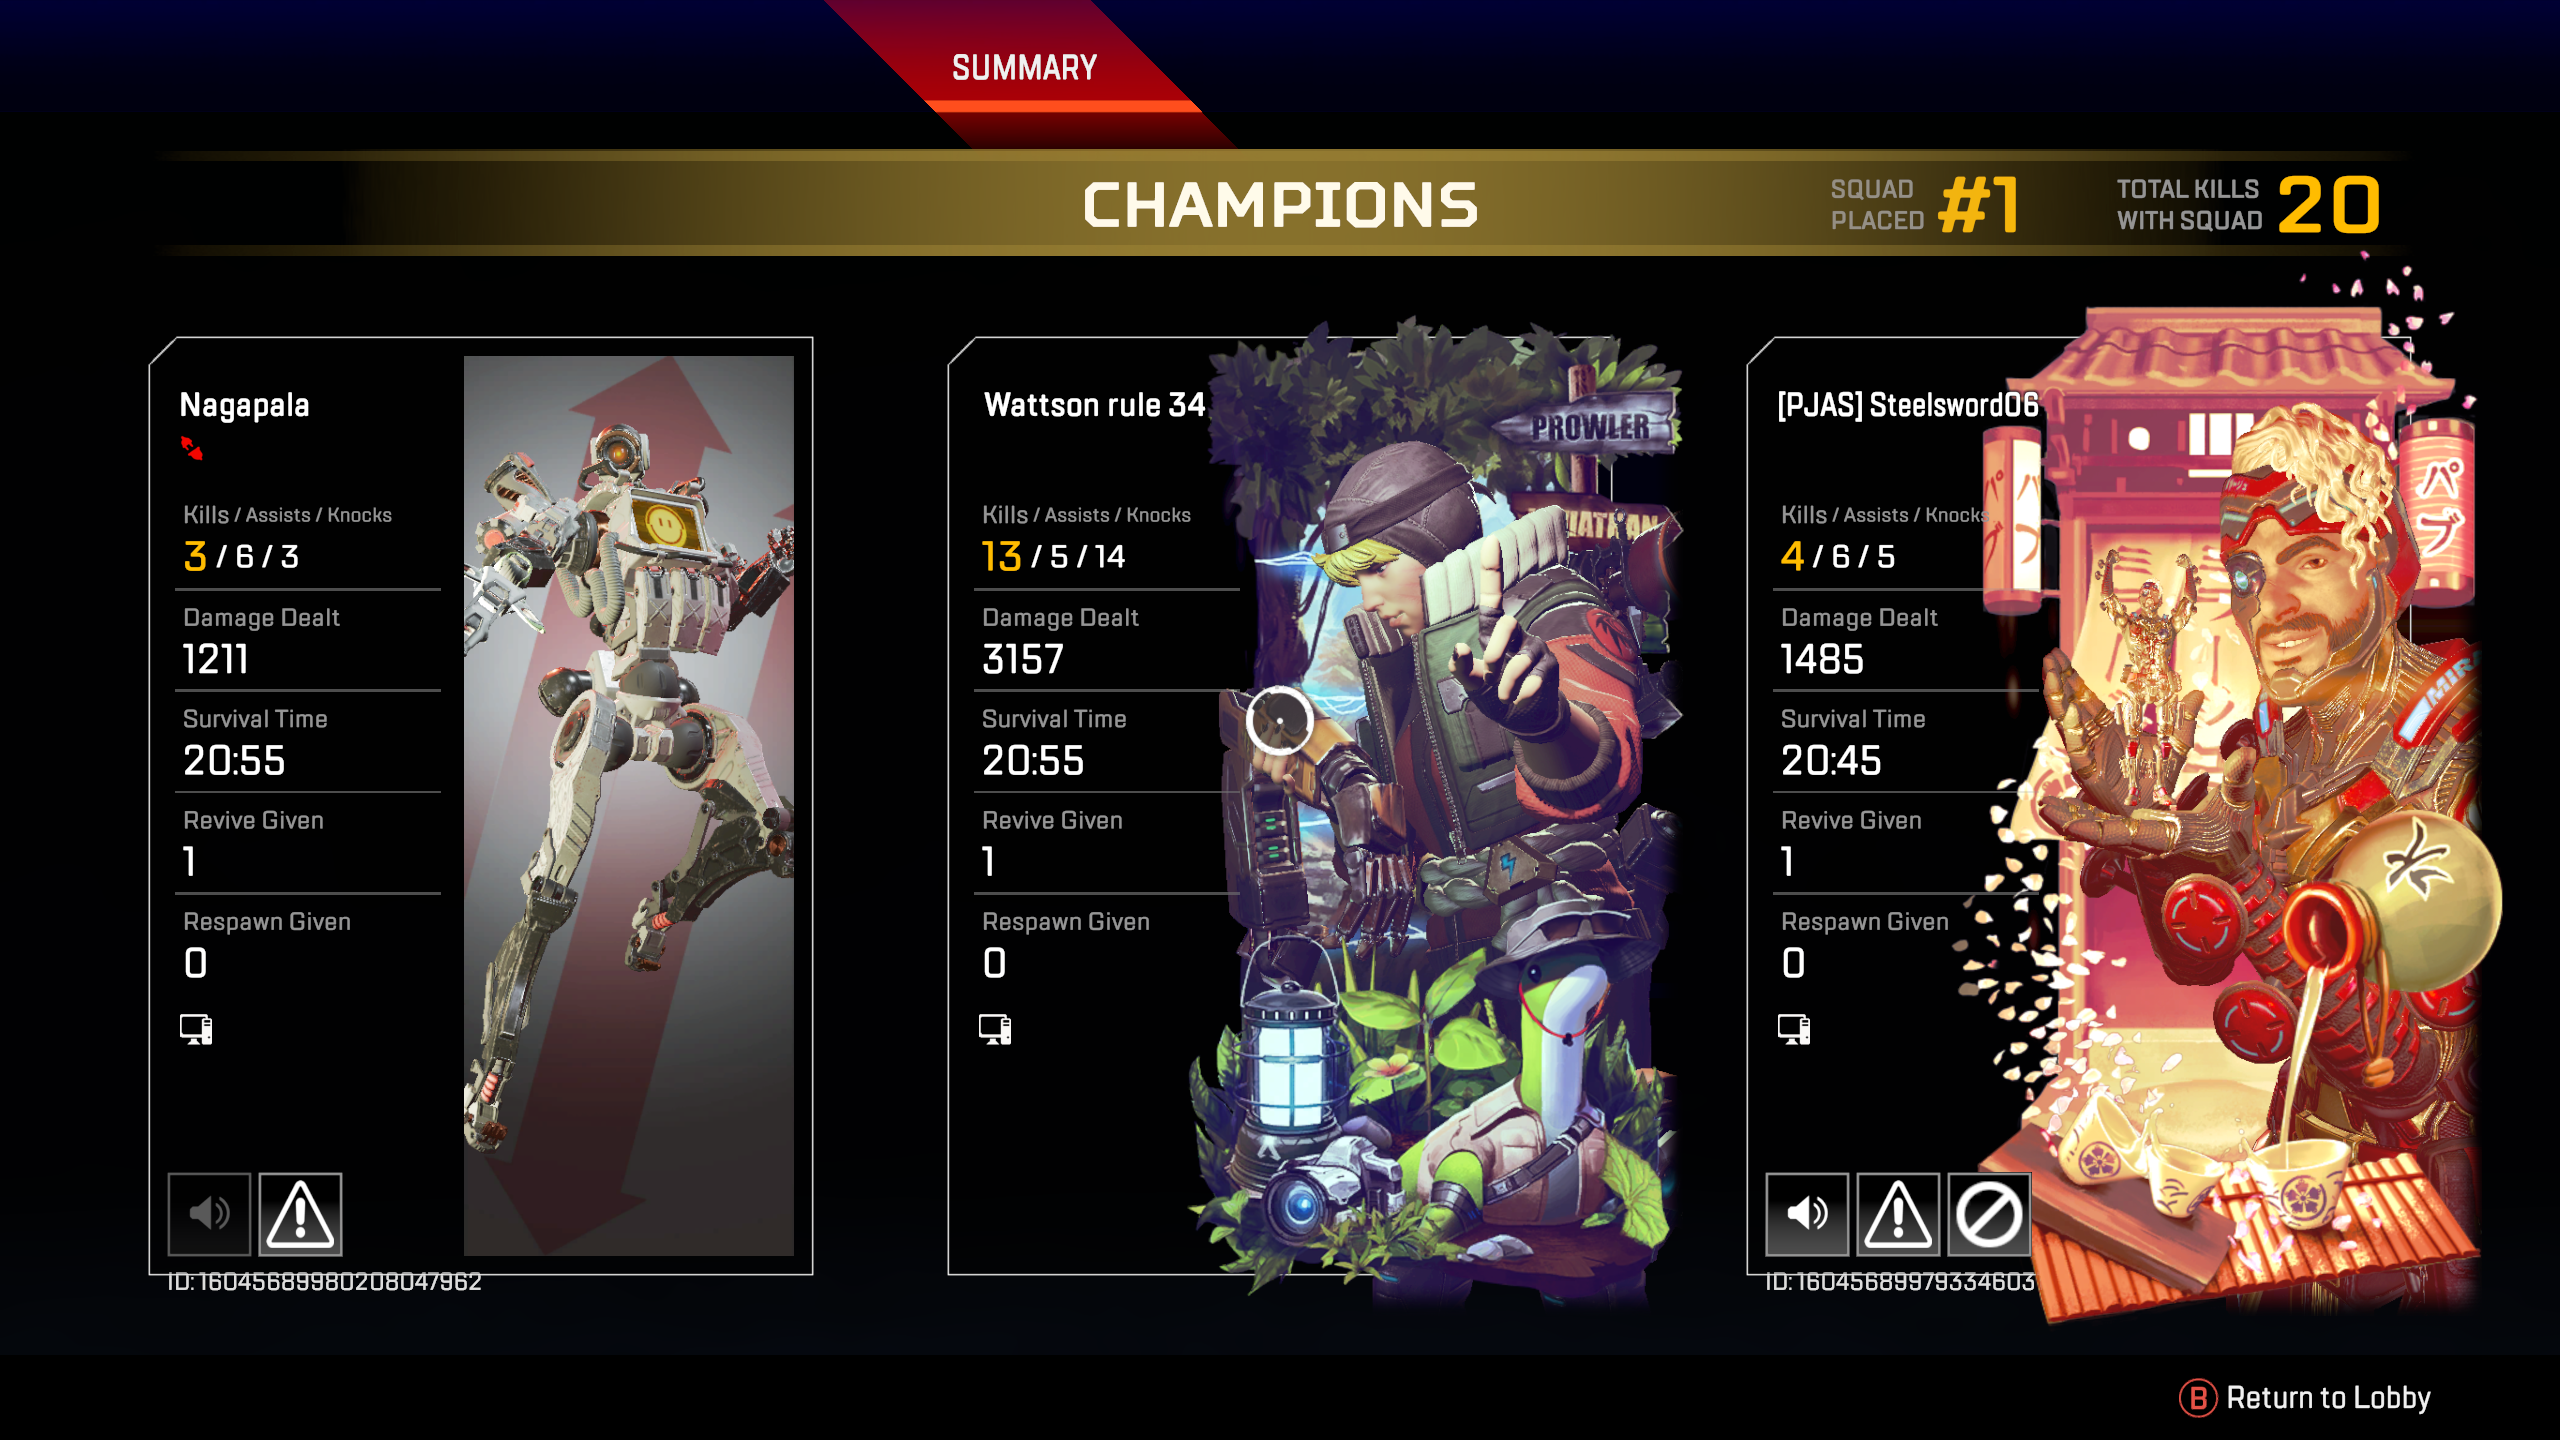 SUMMARY
CHAMPIONS
SQUAD PLACED #1
TOTAL KILLS WITH SQUAD 20
Nagapala
Kills / Assists / Knocks
3 / 6 / 3
Damage Dealt
1211
Survival Time
20:55
Revive Given
1
Respawn Given
0
ID: 16045689980208047962
Wattson rule 34
PROWLER
Kills / Assists / Knocks
13 / 5 / 14
Damage Dealt
3157
Survival Time
20:55
Revive Given
1
Respawn Given
0
[PJAS] Steelsword06
パブ
Kills / Assists / Knocks
4 / 6 / 5
Damage Dealt
1485
Survival Time
20:45
Revive Given
1
Respawn Given
0
ID: 16045689979334603
B Return to Lobby